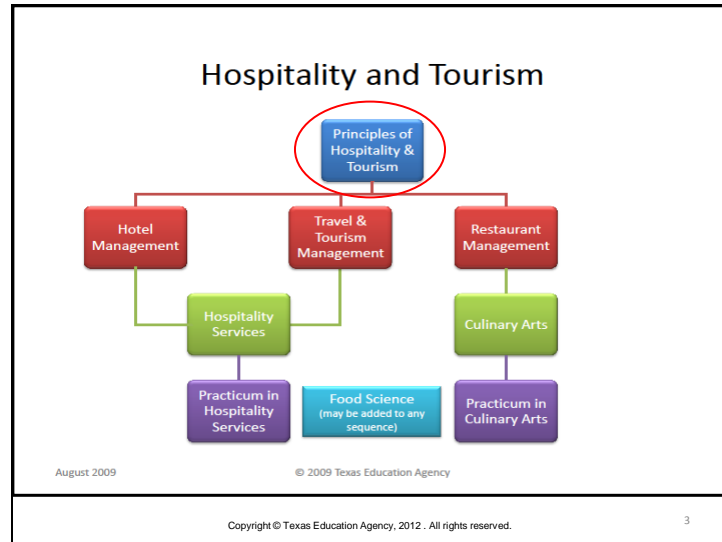 Hospitality and Tourism
Principles of
Hospitality &
Tourism
Hotel
Management
Travel &
Tourism
Management
Restaurant
Management
Hospitality
Services
Culinary Arts
Practicum in
Hospitality
Services
Food Science
(may be added to any
sequence)
Practicum in
Culinary Arts
August 2009
© 2009 Texas Education Agency
Copyright © Texas Education Agency, 2012 . All rights reserved.
3